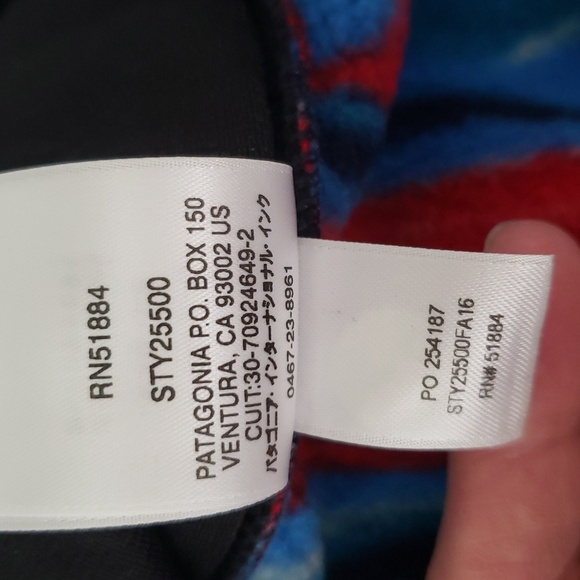 RN51884
STY25500
PATAGONIA P.O. BOX 150
VENTURA, CA 93002 US
CUIT:30-70924649-2
パタゴニア・インターナショナル・インク
0467-23-8961
PO 254187
STY25500FA16
RN# 51884